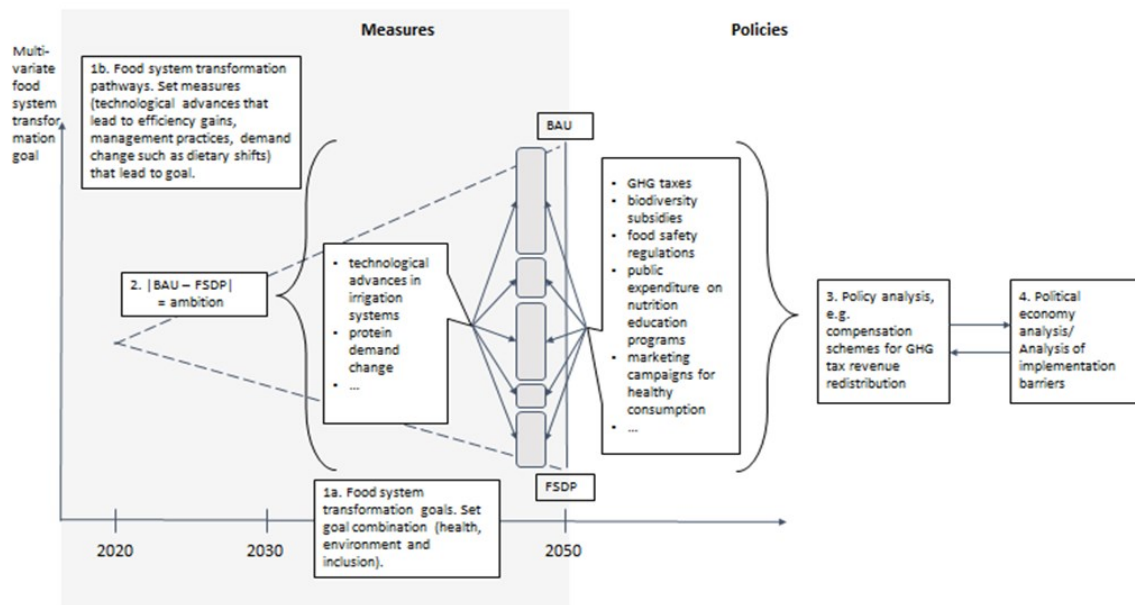 Measures
Policies
Multi-
variate
food
system
transfor
mation
goal
1b. Food system transformation
pathways. Set measures
(technological advances that
lead to efficiency gains,
management practices, demand
change such as dietary shifts)
that lead to goal.
BAU
2. |BAU – FSDP|
= ambition
• technological
advances in
irrigation
systems
• protein
demand
change
• ...
• GHG taxes
• biodiversity
subsidies
• food safety
regulations
• public
expenditure on
nutrition
education
programs
• marketing
campaigns for
healthy
consumption
• ...
3. Policy analysis,
e.g.
compensation
schemes for GHG
tax revenue
redistribution
4. Political
economy
analysis/
Analysis of
implementation
barriers
FSDP
1a. Food system
transformation goals. Set
goal combination (health,
environment and
inclusion).
2020
2030
2050